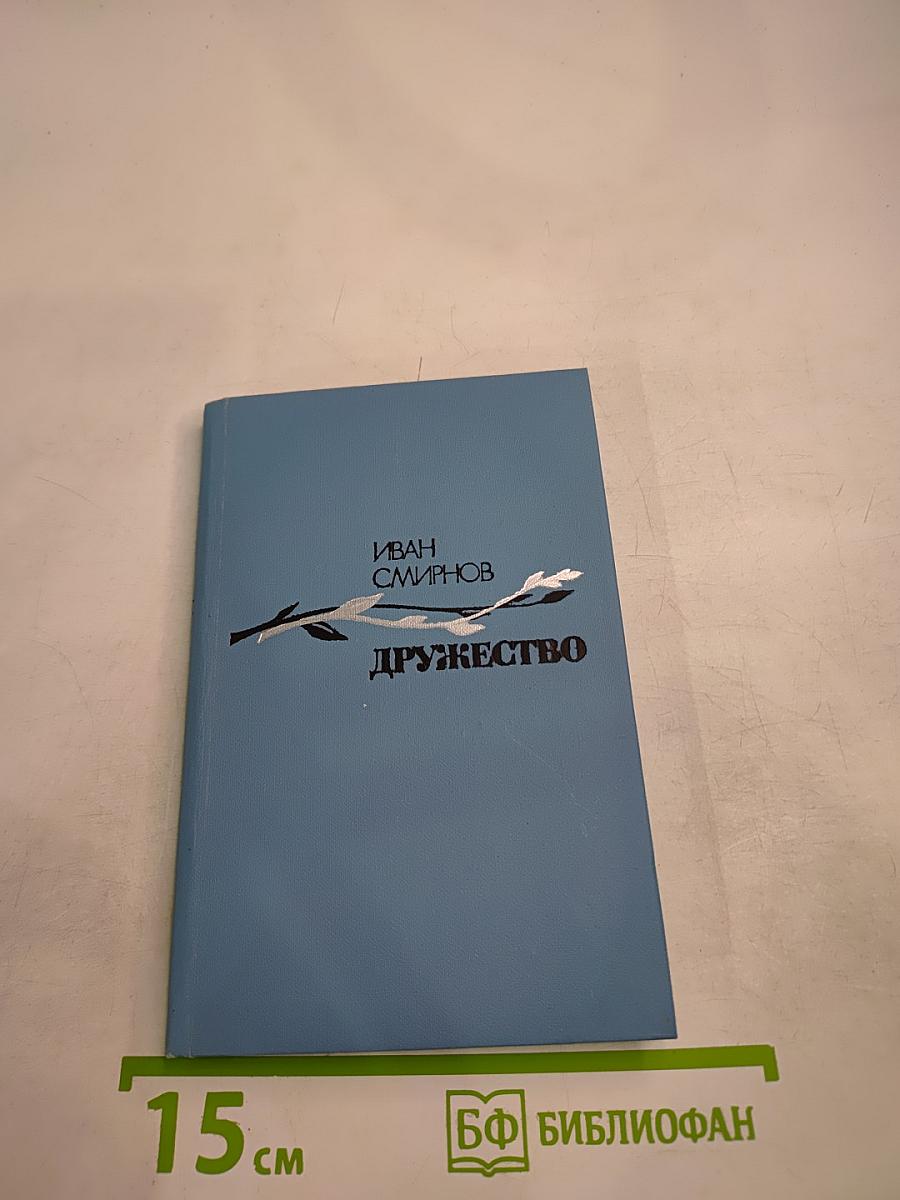 ИВАН
СМИРНОВ
ДРУЖЕСТВО
15 см
БФ БИБЛИОФАН